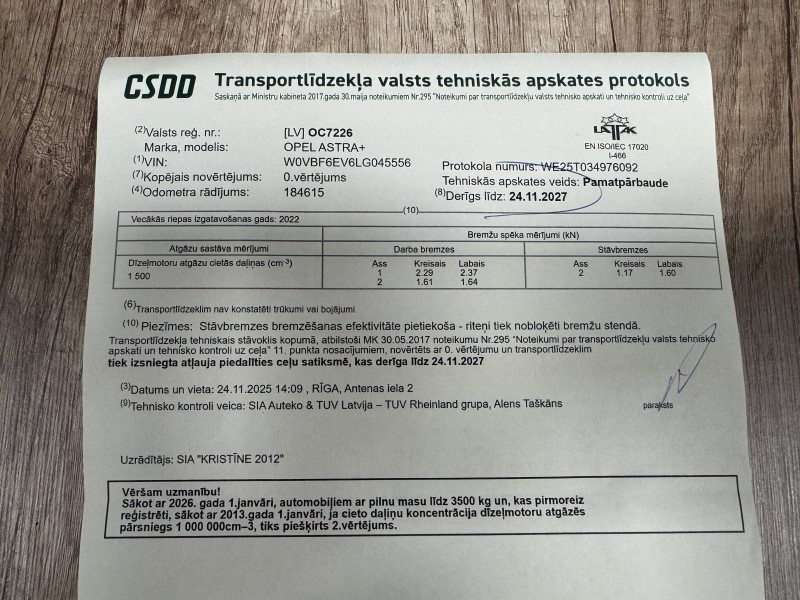 CSDD
Transportlīdzekļa valsts tehniskās apskates protokols
Saskaņā ar Ministru kabineta 2017.gada 30.maija noteikumiem Nr.295 "Noteikumi par transportlīdzekļu valsts tehnisko apskati un tehnisko kontroli uz ceļa"
(2)Valsts reģ. nr.: [LV] OC7226
Marka, modelis: OPEL ASTRA+
(1)VIN: W0VBF6EV6LG045556
(7)Kopējais novērtējums: 0.vērtējums
(4)Odometra rādījums: 184615
LATAK
EN ISO/IEC 17020
I-466
Protokola numurs: WE25T034976092
Tehniskās apskates veids: Pamatpārbaude
(8)Derīgs līdz: 24.11.2027
(10)
Vecākās riepas izgatavošanas gads: 2022
Bremžu spēka mērījumi (kN)
Atgāzu sastāva mērījumi Darba bremzes Stāvbremzes
Dīzeļmotoru atgāzu cietās daļiņas (cm-3) Ass Kreisais Labais Ass Kreisais Labais
1 500 1 2.29 2.37 2 1.17 1.60
2 1.61 1.64
(6)Transportlīdzeklim nav konstatēti trūkumi vai bojājumi.
(10) Piezīmes: Stāvbremzes bremzēšanas efektivitāte pietiekoša - riteņi tiek nobloķēti bremžu stendā.
Transportlīdzekļa tehniskais stāvoklis kopumā, atbilstoši MK 30.05.2017 noteikumu Nr.295 "Noteikumi par transportlīdzekļu valsts tehnisko
apskati un tehnisko kontroli uz ceļa" 11. punkta nosacījumiem, novērtēts ar 0. vērtējumu un transportlīdzeklim
tiek izsniegta atļauja piedalīties ceļu satiksmē, kas derīga līdz 24.11.2027
(3)Datums un vieta: 24.11.2025 14:09 , RĪGA, Antenas iela 2
(9)Tehnisko kontroli veica: SIA Auteko & TUV Latvija – TUV Rheinland grupa, Alens Taškāns
paraksts
Uzrādītājs: SIA "KRISTĪNE 2012"
Vēršam uzmanību!
Sākot ar 2026. gada 1.janvāri, automobiļiem ar pilnu masu līdz 3500 kg un, kas pirmoreiz
reģistrēti, sākot ar 2013.gada 1.janvāri, ja cieto daļiņu koncentrācija dīzeļmotoru atgāzēs
pārsniegs 1 000 000cm–3, tiks piešķirts 2.vērtējums.